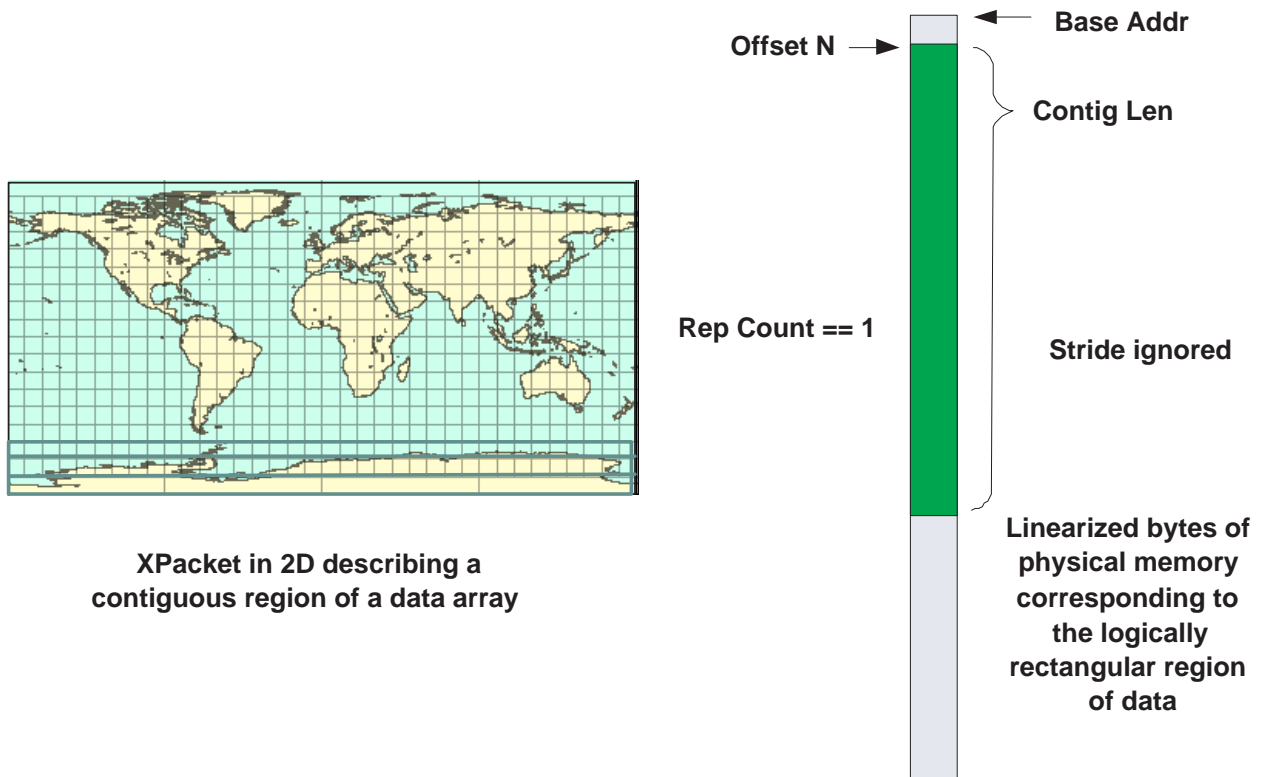 Base Addr
Offset N
Contig Len
Rep Count == 1
Stride ignored
XPacket in 2D describing a
contiguous region of a data array
Linearized bytes of
physical memory
corresponding to
the logically
rectangular region
of data